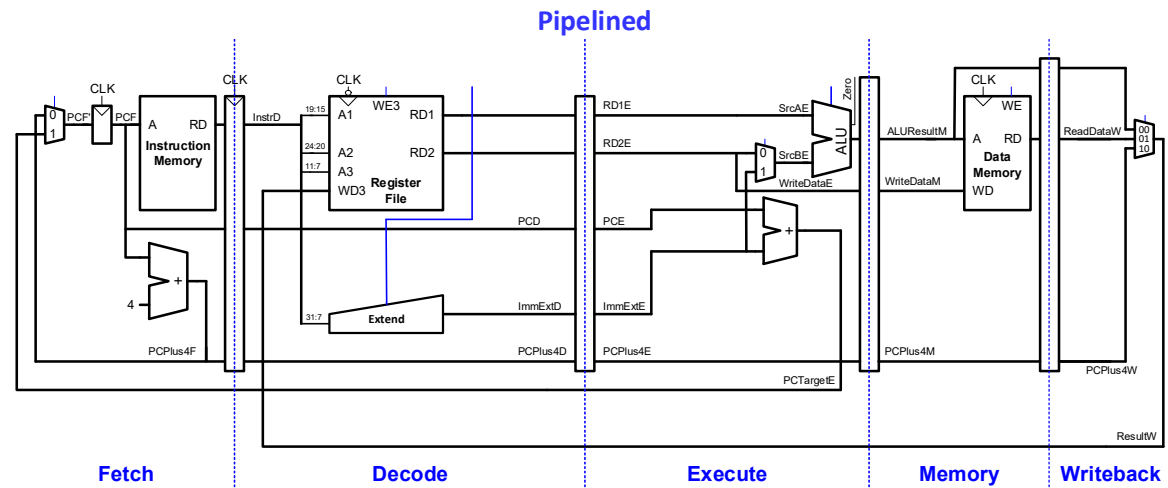 Pipelined
CLK
CLK
CLK
CLK
0
1
PCF'
PCF
A
RD
Instruction
Memory
InstrD
19:15
A1
WE3
RD1
24:20
A2
RD2
11:7
A3
WD3
Register
File
RD1E
RD2E
SrcAE
0
1
SrcBE
ALU
Zero
WriteDataE
ALUResultM
WriteDataM
WE
A
RD
Data
Memory
WD
ReadDataW
00
01
10
PCD
PCE
+
4
+
31:7
Extend
ImmExtD
ImmExtE
PCPlus4F
PCPlus4D
PCPlus4E
PCPlus4M
PCPlus4W
PCTargetE
ResultW
Fetch
Decode
Execute
Memory
Writeback